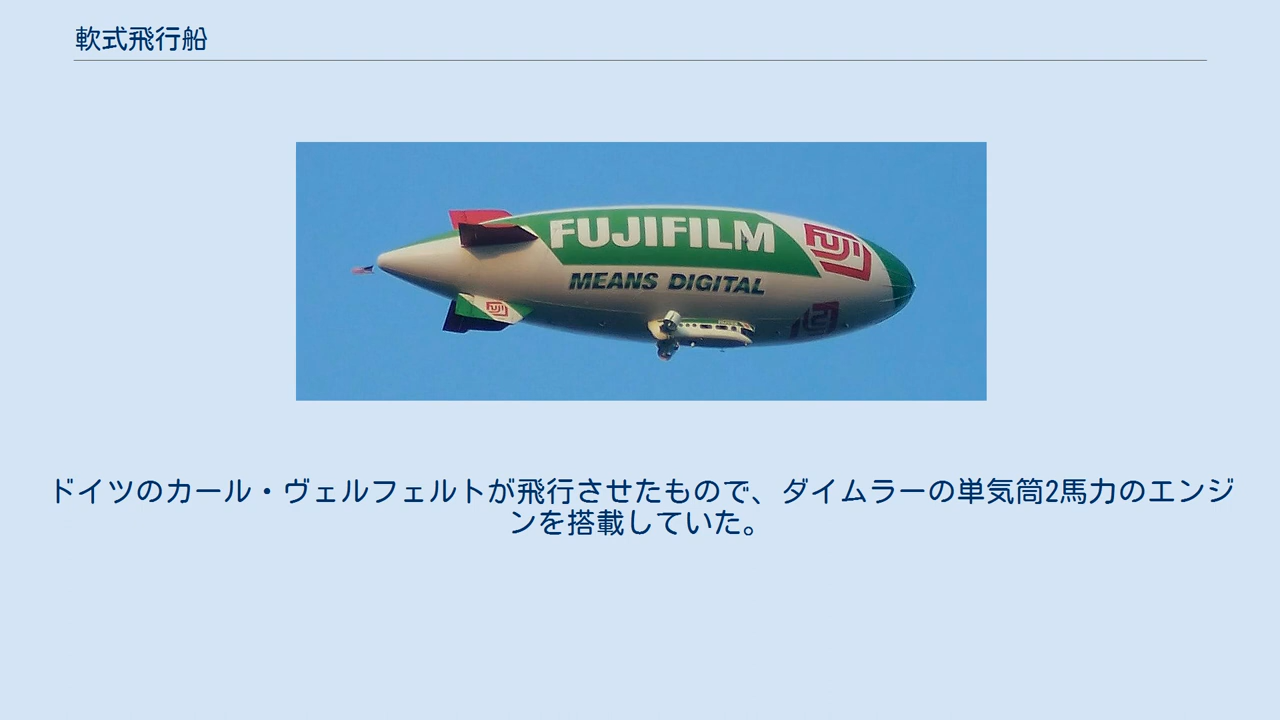 軟式飛行船
FUJIFILM
FUJI
MEANS DIGITAL
FUJI
ドイツのカール・ヴェルフェルトが飛行させたもので、ダイムラーの単気筒2馬力のエンジ
ンを搭載していた。